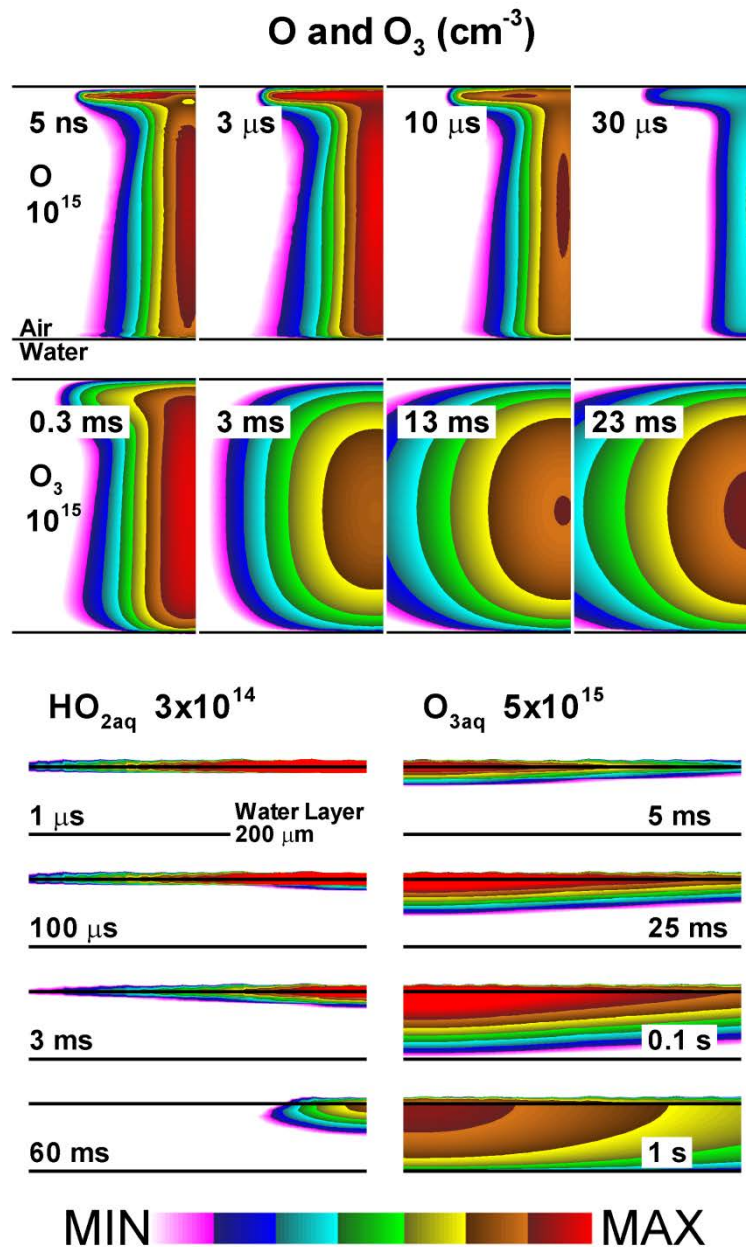 O and O₃ (cm⁻³)
5 ns
3 μs
10 μs
30 μs
O
10¹⁵
Air
Water
0.3 ms
3 ms
13 ms
23 ms
O₃
10¹⁵
HO₂aq 3x10¹⁴
O₃aq 5x10¹⁵
1 μs
Water Layer
200 μm
5 ms
100 μs
25 ms
3 ms
0.1 s
60 ms
1 s
MIN
MAX